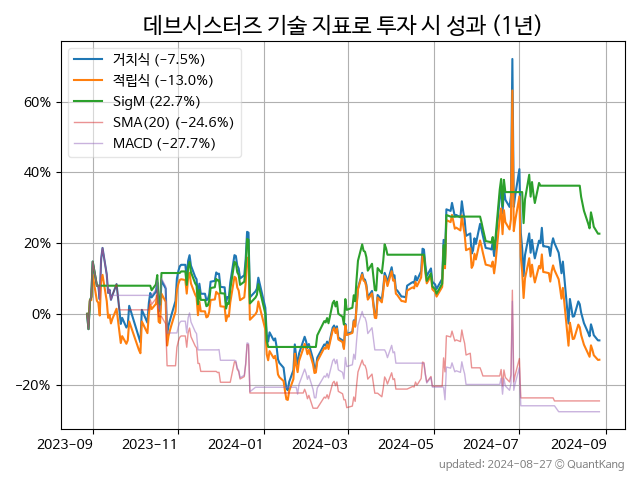 데브시스터즈 기술 지표로 투자 시 성과 (1년)
거치식 (−7.5%)
적립식 (−13.0%)
SigM (22.7%)
SMA(20) (−24.6%)
MACD (−27.7%)
60%
40%
20%
0%
−20%
2023-09 2023-11 2024-01 2024-03 2024-05 2024-07 2024-09
updated: 2024-08-27 © QuantKang